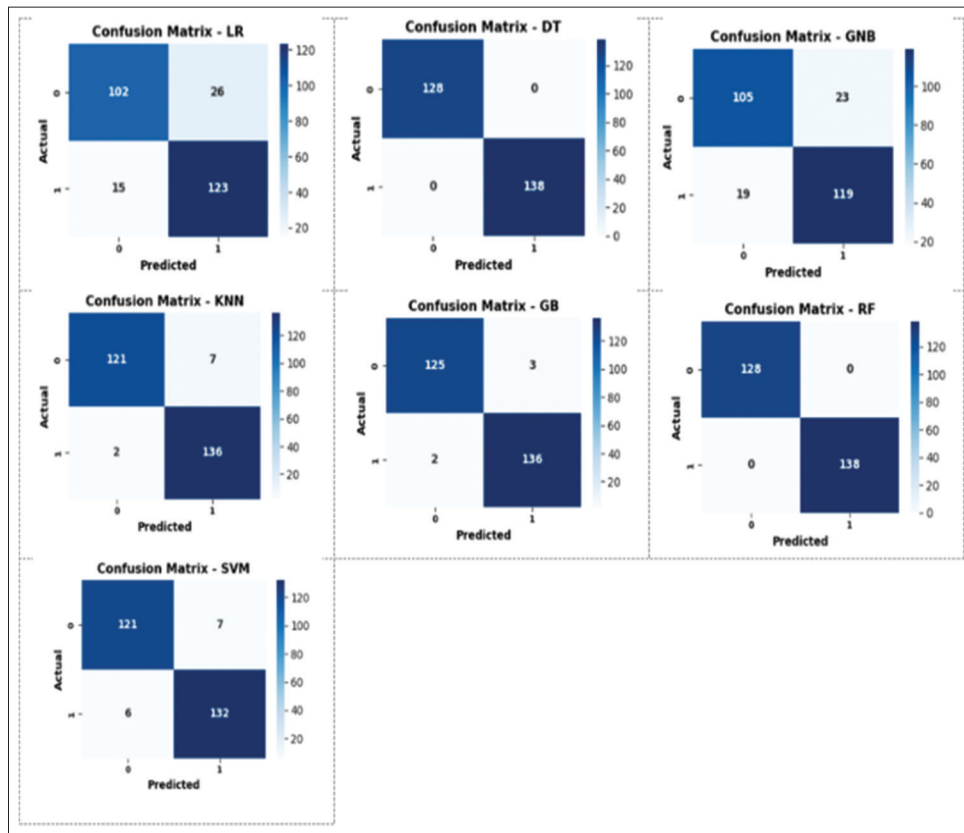 Confusion Matrix - LR
0 102 26
Actual
1 15 123
0 1
Predicted
120
100
80
60
40
20
Confusion Matrix - DT
0 128 0
Actual
1 0 138
0 1
Predicted
120
100
80
60
40
20
0
Confusion Matrix - GNB
0 105 23
Actual
1 19 119
0 1
Predicted
100
80
60
40
20
Confusion Matrix - KNN
0 121 7
Actual
1 2 136
0 1
Predicted
120
100
80
60
40
20
Confusion Matrix - GB
0 125 3
Actual
1 2 136
0 1
Predicted
120
100
80
60
40
20
Confusion Matrix - RF
0 128 0
Actual
1 0 138
0 1
Predicted
120
100
80
60
40
20
0
Confusion Matrix - SVM
0 121 7
Actual
1 6 132
0 1
Predicted
120
100
80
60
40
20